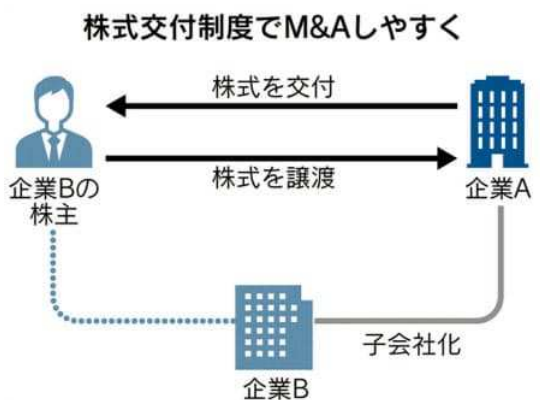 株式交付制度でM&Aしやすく
株式を交付
株式を譲渡
企業Bの
株主
企業A
子会社化
企業B